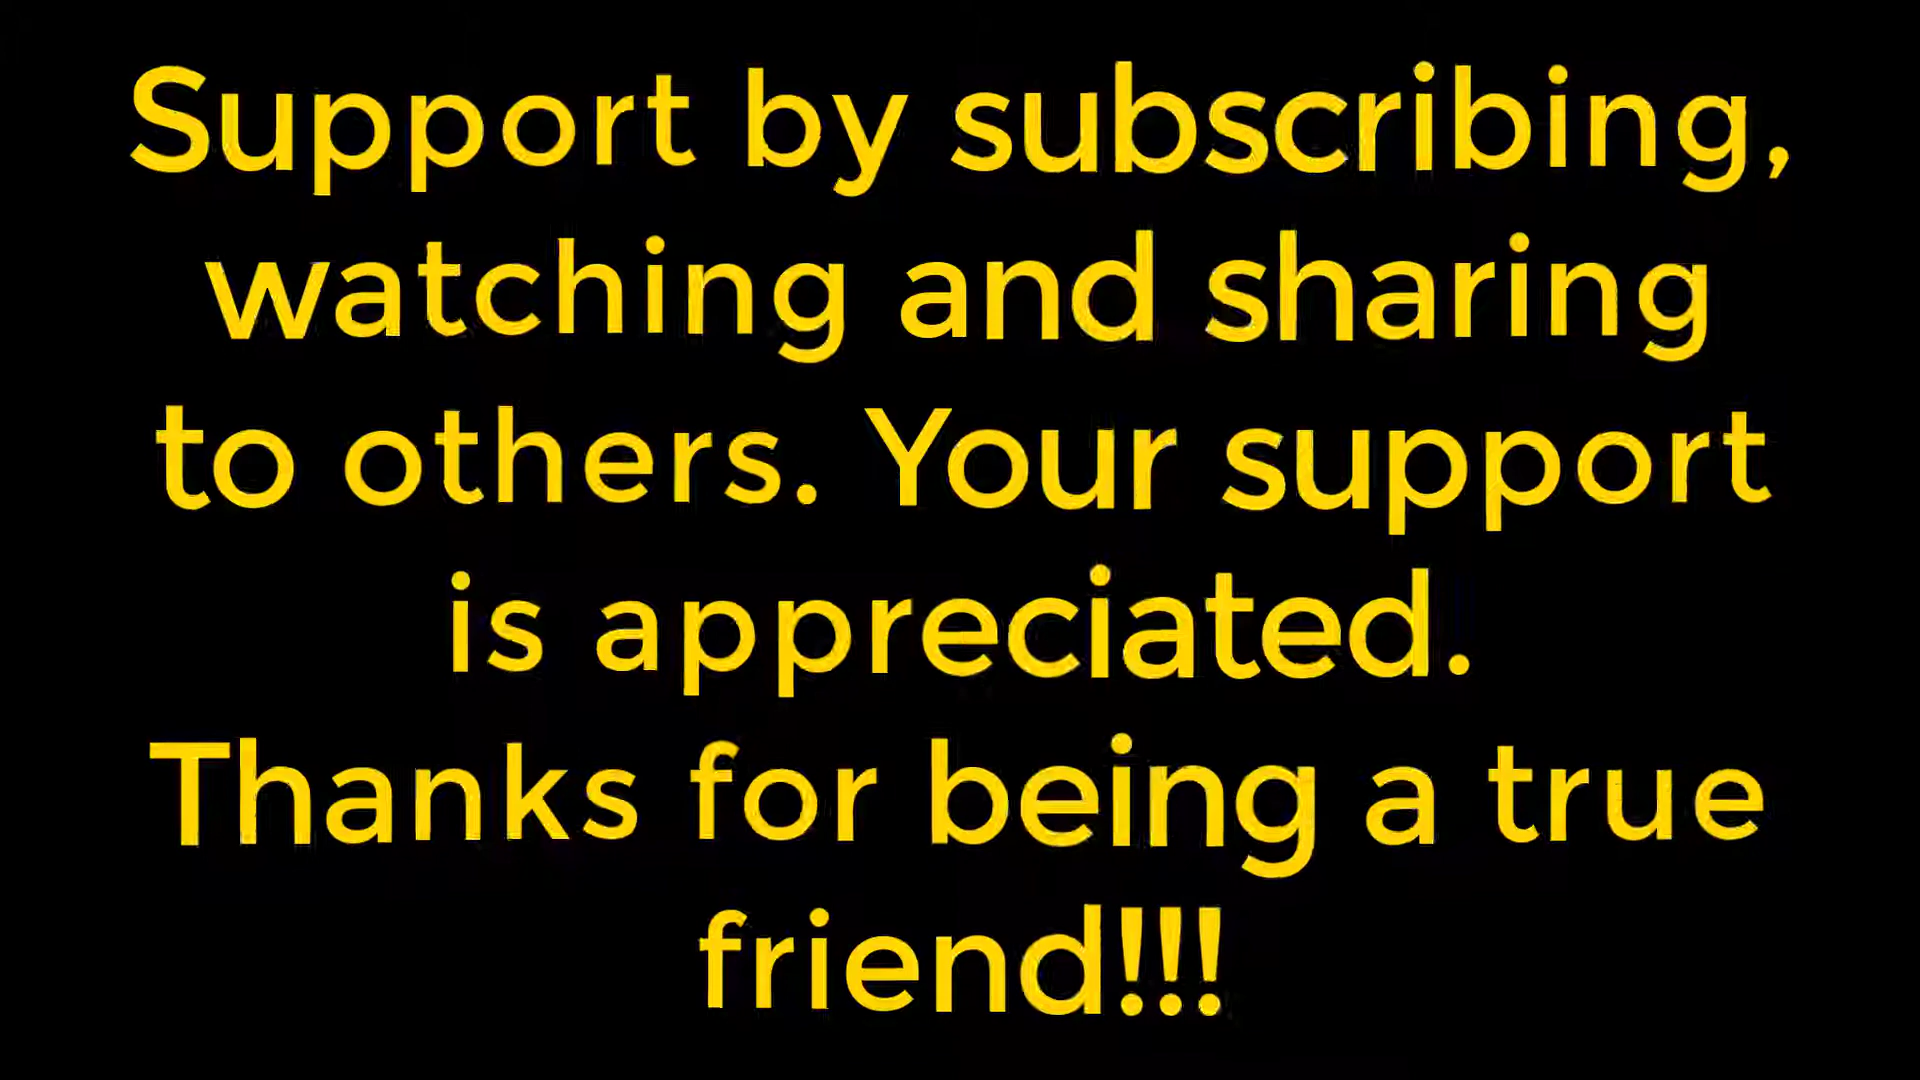 Support by subscribing,
watching and sharing
to others. Your support
is appreciated.
Thanks for being a true
friend!!!